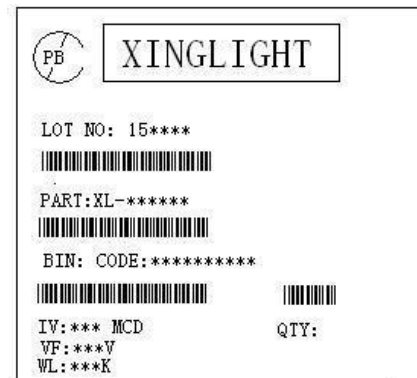 PB
XINGLIGHT
LOT NO: 15****
PART:XL-******
BIN: CODE:**********
IV:*** MCD QTY:
VF:***V
WL:***K